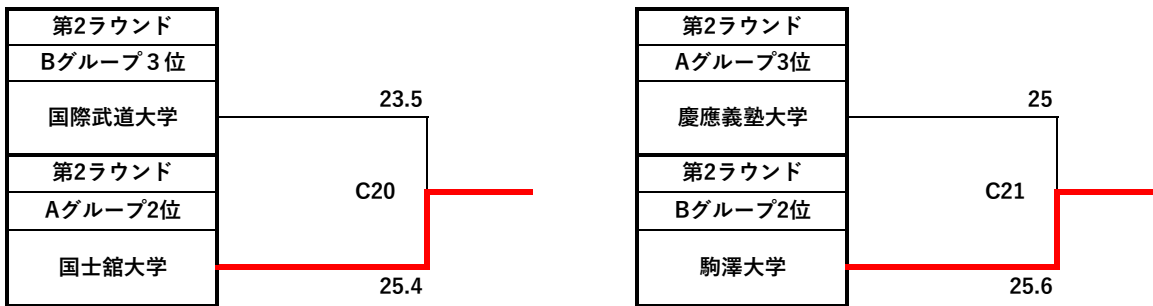 第2ラウンド
Bグループ３位
国際武道大学
23.5
C20
第2ラウンド
Aグループ2位
国士舘大学
25.4
第2ラウンド
Aグループ3位
慶應義塾大学
25
C21
第2ラウンド
Bグループ2位
駒澤大学
25.6